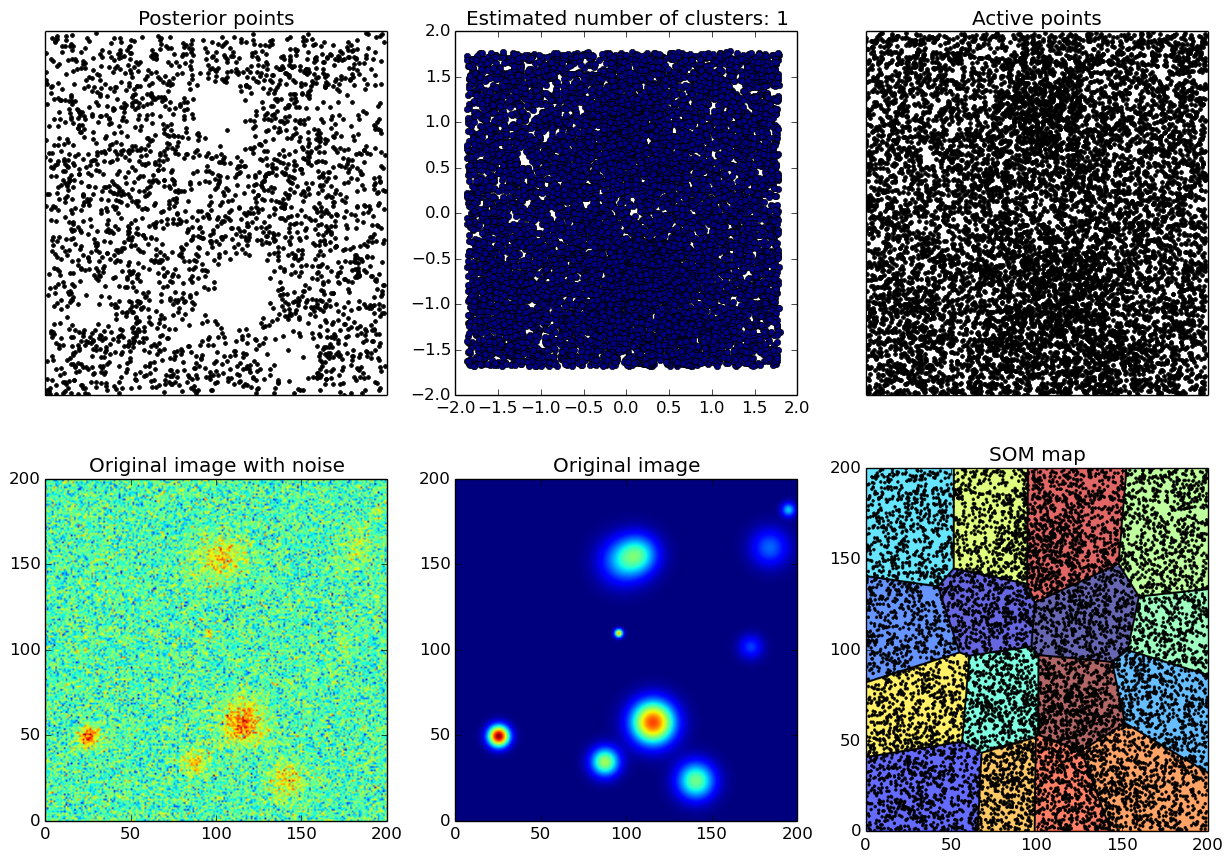 Posterior points
Estimated number of clusters: 1
Active points
2.0
1.5
1.0
0.5
0.0
−0.5
−1.0
−1.5
−2.0
−2.0 −1.5 −1.0 −0.5 0.0 0.5 1.0 1.5 2.0
Original image with noise
Original image
SOM map
200
150
100
50
0
0 50 100 150 200
200
150
100
50
0
0 50 100 150 200
200
150
100
50
0
0 50 100 150 200